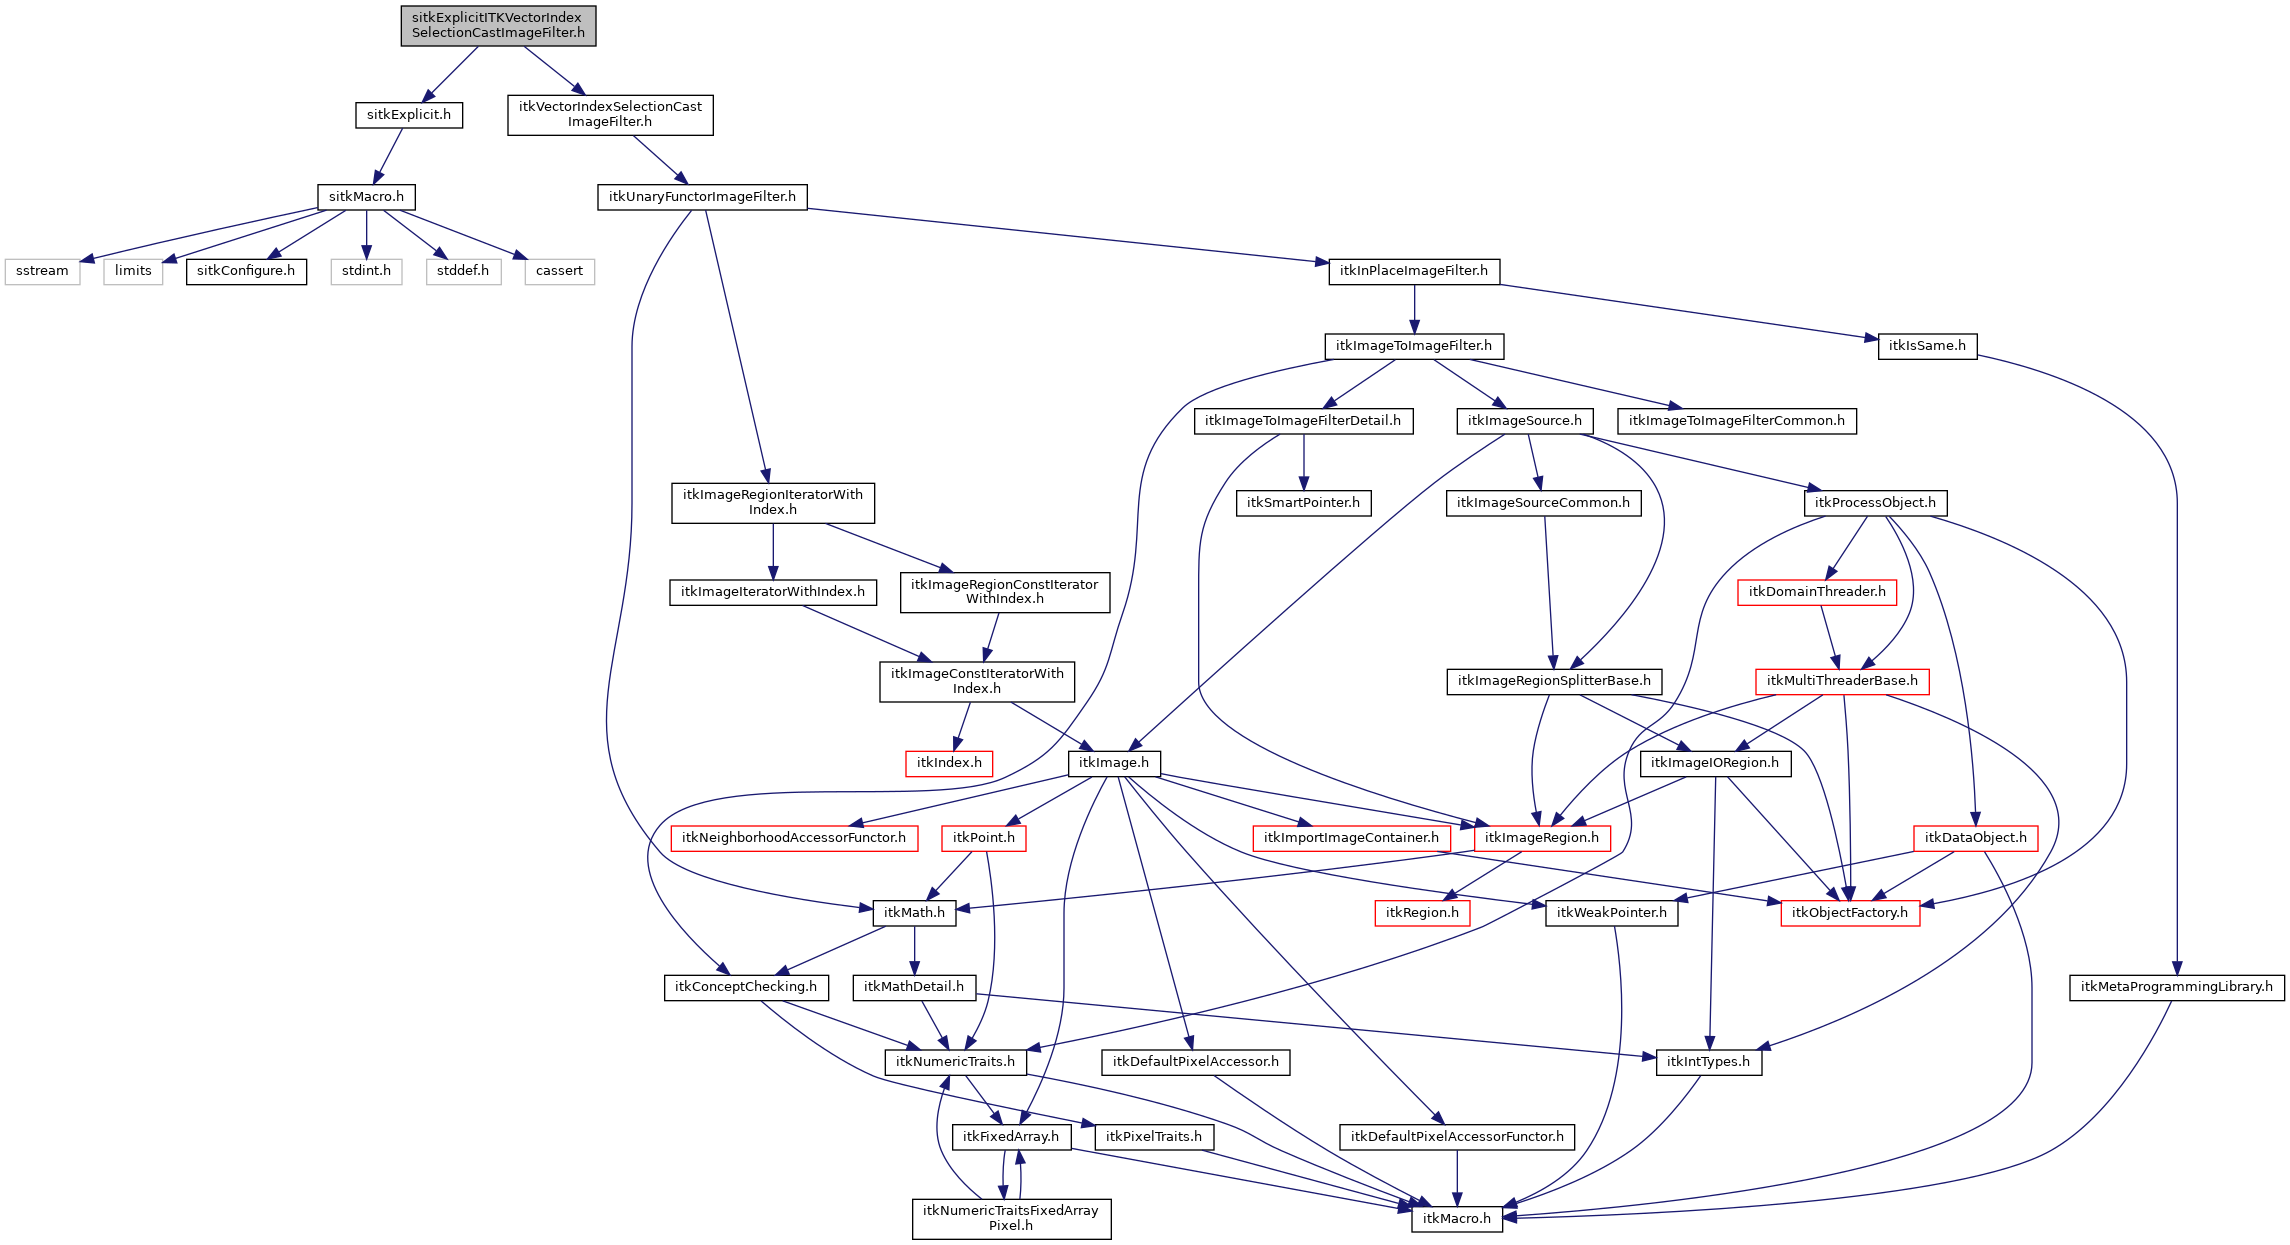 sitkExplicitITKVectorIndex
SelectionCastImageFilter.h
sitkExplicit.h
itkVectorIndexSelectionCast
ImageFilter.h
sitkMacro.h
itkUnaryFunctorImageFilter.h
sstream
limits
sitkConfigure.h
stdint.h
stddef.h
cassert
itkInPlaceImageFilter.h
itkImageToImageFilter.h
itkIsSame.h
itkImageToImageFilterDetail.h
itkImageSource.h
itkImageToImageFilterCommon.h
itkImageRegionIteratorWith
Index.h
itkSmartPointer.h
itkImageSourceCommon.h
itkProcessObject.h
itkImageIteratorWithIndex.h
itkImageRegionConstIterator
WithIndex.h
itkDomainThreader.h
itkImageConstIteratorWith
Index.h
itkImageRegionSplitterBase.h
itkMultiThreaderBase.h
itkIndex.h
itkImage.h
itkImageIORegion.h
itkNeighborhoodAccessorFunctor.h
itkPoint.h
itkImportImageContainer.h
itkImageRegion.h
itkDataObject.h
itkMath.h
itkRegion.h
itkWeakPointer.h
itkObjectFactory.h
itkConceptChecking.h
itkMathDetail.h
itkMetaProgrammingLibrary.h
itkNumericTraits.h
itkDefaultPixelAccessor.h
itkIntTypes.h
itkFixedArray.h
itkPixelTraits.h
itkDefaultPixelAccessorFunctor.h
itkNumericTraitsFixedArray
Pixel.h
itkMacro.h